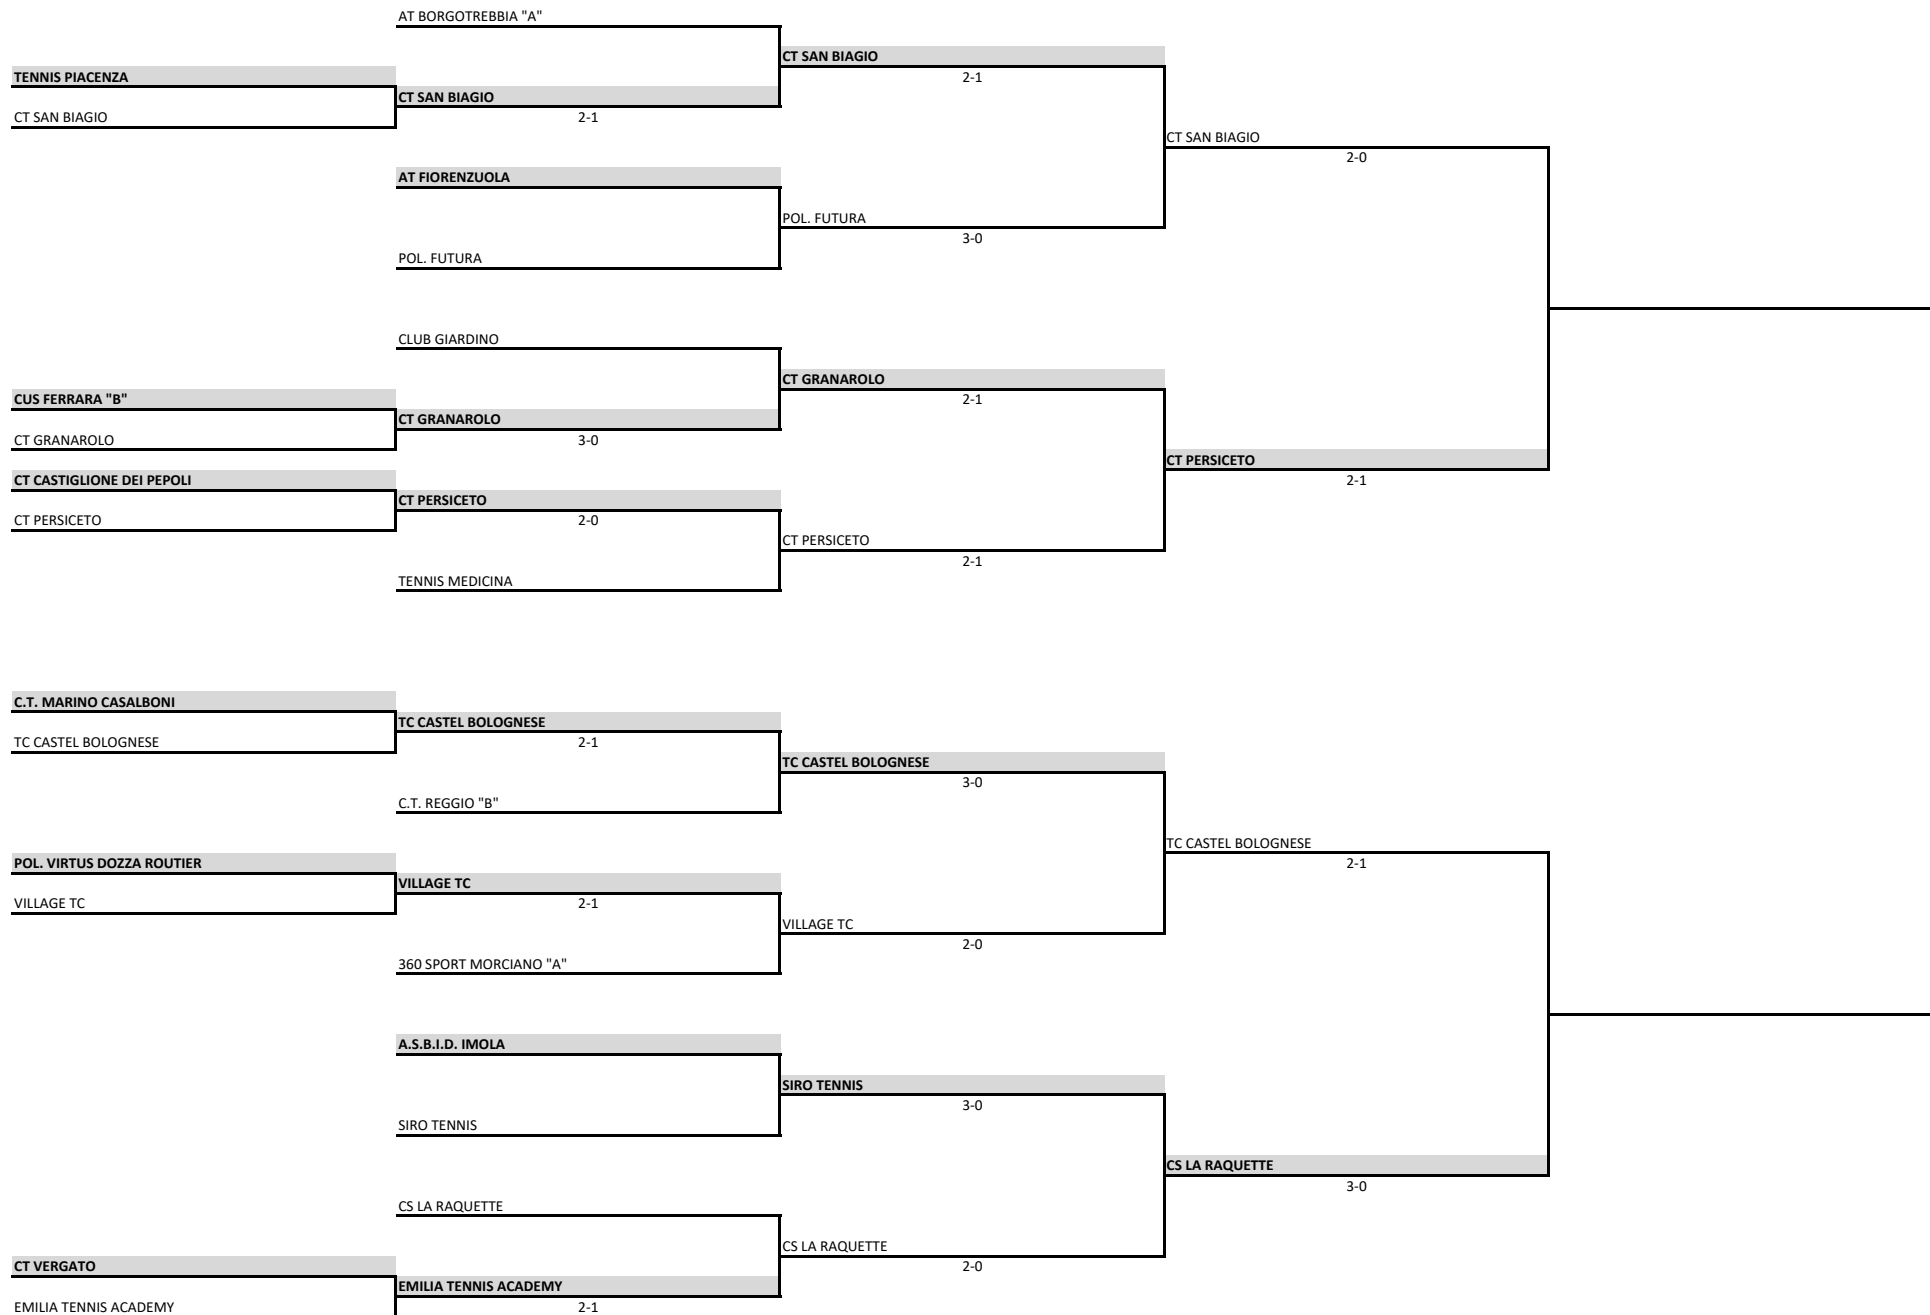 AT BORGOTREBBIA "A"
CT SAN BIAGIO
TENNIS PIACENZA
2-1
CT SAN BIAGIO
CT SAN BIAGIO
2-1
CT SAN BIAGIO
2-0
AT FIORENZUOLA
POL. FUTURA
3-0
POL. FUTURA
CLUB GIARDINO
CT GRANAROLO
CUS FERRARA "B"
2-1
CT GRANAROLO
CT GRANAROLO
3-0
CT PERSICETO
CT CASTIGLIONE DEI PEPOLI
2-1
CT PERSICETO
CT PERSICETO
2-0
CT PERSICETO
2-1
TENNIS MEDICINA
C.T. MARINO CASALBONI
TC CASTEL BOLOGNESE
TC CASTEL BOLOGNESE
2-1
TC CASTEL BOLOGNESE
3-0
C.T. REGGIO "B"
TC CASTEL BOLOGNESE
POL. VIRTUS DOZZA ROUTIER
2-1
VILLAGE TC
VILLAGE TC
2-1
VILLAGE TC
2-0
360 SPORT MORCIANO "A"
A.S.B.I.D. IMOLA
SIRO TENNIS
3-0
SIRO TENNIS
CS LA RAQUETTE
3-0
CS LA RAQUETTE
CS LA RAQUETTE
CT VERGATO
2-0
EMILIA TENNIS ACADEMY
EMILIA TENNIS ACADEMY
2-1